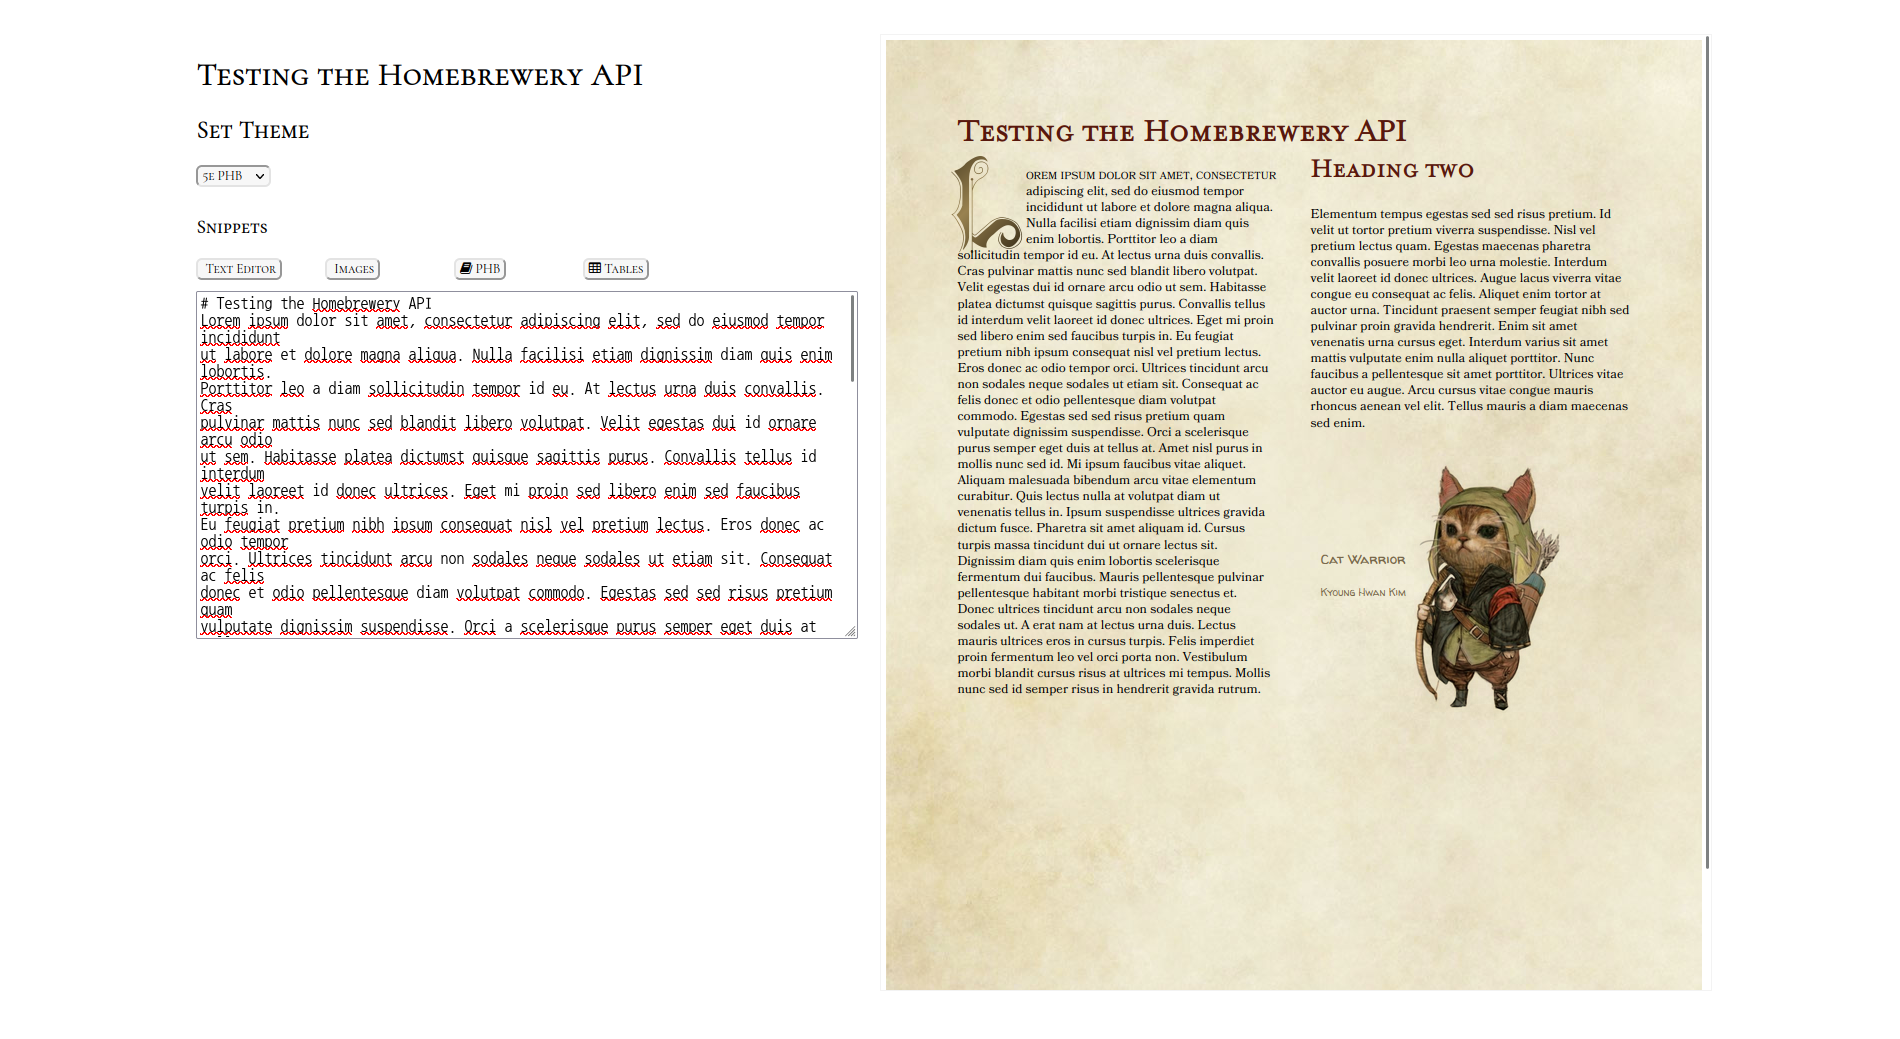 Testing the Homebrewery API
Set Theme
5e PHB
Snippets
Text Editor
Images
PHB
Tables
# Testing the Homebrewery API
Lorem ipsum dolor sit amet, consectetur adipiscing elit, sed do eiusmod tempor
incididunt
ut labore et dolore magna aliqua. Nulla facilisi etiam dignissim diam quis enim
lobortis.
Porttitor leo a diam sollicitudin tempor id eu. At lectus urna duis convallis.
Cras
pulvinar mattis nunc sed blandit libero volutpat. Velit egestas dui id ornare
arcu odio
ut sem. Habitasse platea dictumst quisque sagittis purus. Convallis tellus id
interdum
velit laoreet id donec ultrices. Eget mi proin sed libero enim sed faucibus
turpis in.
Eu feugiat pretium nibh ipsum consequat nisl vel pretium lectus. Eros donec ac
odio tempor
orci. Ultrices tincidunt arcu non sodales neque sodales ut etiam sit. Consequat
ac felis
donec et odio pellentesque diam volutpat commodo. Egestas sed sed risus pretium
quam
vulputate dignissim suspendisse. Orci a scelerisque purus semper eget duis at
Testing the Homebrewery API
Lorem ipsum dolor sit amet, consectetur
adipiscing elit, sed do eiusmod tempor
incididunt ut labore et dolore magna aliqua.
Nulla facilisi etiam dignissim diam quis
enim lobortis. Porttitor leo a diam
sollicitudin tempor id eu. At lectus urna duis convallis.
Cras pulvinar mattis nunc sed blandit libero volutpat.
Velit egestas dui id ornare arcu odio ut sem. Habitasse
platea dictumst quisque sagittis purus. Convallis tellus
id interdum velit laoreet id donec ultrices. Eget mi proin
sed libero enim sed faucibus turpis in. Eu feugiat
pretium nibh ipsum consequat nisl vel pretium lectus.
Eros donec ac odio tempor orci. Ultrices tincidunt arcu
non sodales neque sodales ut etiam sit. Consequat ac
felis donec et odio pellentesque diam volutpat
commodo. Egestas sed sed risus pretium quam
vulputate dignissim suspendisse. Orci a scelerisque
purus semper eget duis at tellus at. Amet nisl purus in
mollis nunc sed id. Mi ipsum faucibus vitae aliquet.
Aliquam malesuada bibendum arcu vitae elementum
curabitur. Quis lectus nulla at volutpat diam ut
venenatis tellus in. Ipsum suspendisse ultrices gravida
dictum fusce. Pharetra sit amet aliquam id. Cursus
turpis massa tincidunt dui ut ornare lectus sit.
Dignissim diam quis enim lobortis scelerisque
fermentum dui faucibus. Mauris pellentesque pulvinar
pellentesque habitant morbi tristique senectus et.
Donec ultrices tincidunt arcu non sodales neque
sodales ut. A erat nam at lectus urna duis. Lectus
mauris ultrices eros in cursus turpis. Felis imperdiet
proin fermentum leo vel orci porta non. Vestibulum
morbi blandit cursus risus at ultrices mi tempus. Mollis
nunc sed id semper risus in hendrerit gravida rutrum.
Heading two
Elementum tempus egestas sed sed risus pretium. Id
velit ut tortor pretium viverra suspendisse. Nisl vel
pretium lectus quam. Egestas maecenas pharetra
convallis posuere morbi leo urna molestie. Interdum
velit laoreet id donec ultrices. Augue lacus viverra vitae
congue eu consequat ac felis. Aliquet enim tortor at
auctor urna. Tincidunt praesent semper feugiat nibh sed
pulvinar proin gravida hendrerit. Enim sit amet
venenatis urna cursus eget. Interdum varius sit amet
mattis vulputate enim nulla aliquet porttitor. Nunc
faucibus a pellentesque sit amet porttitor. Ultrices vitae
auctor eu augue. Arcu cursus vitae congue mauris
rhoncus aenean vel elit. Tellus mauris a diam maecenas
sed enim.
Cat Warrior
Kyoung Hwan Kim